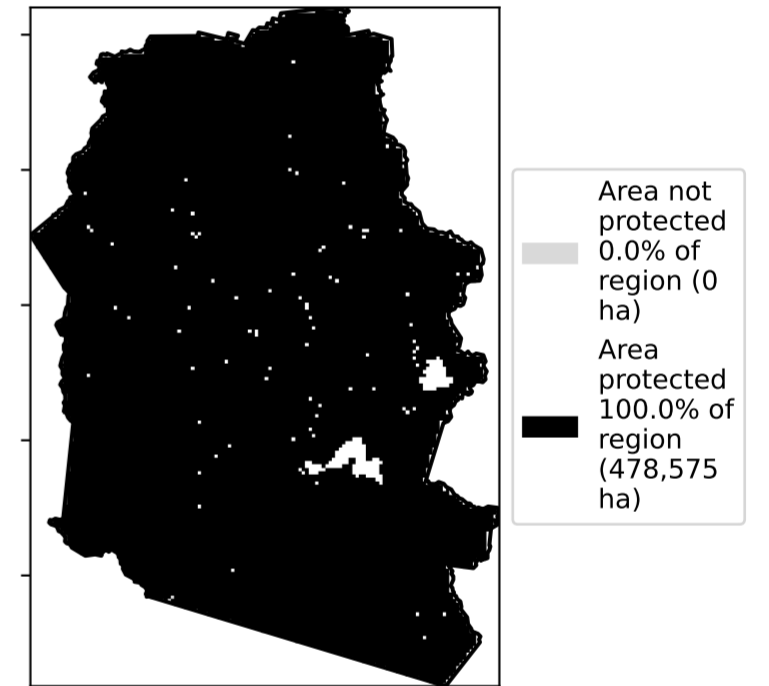 Area not
protected
0.0% of
region (0
ha)
Area
protected
100.0% of
region
(478,575
ha)